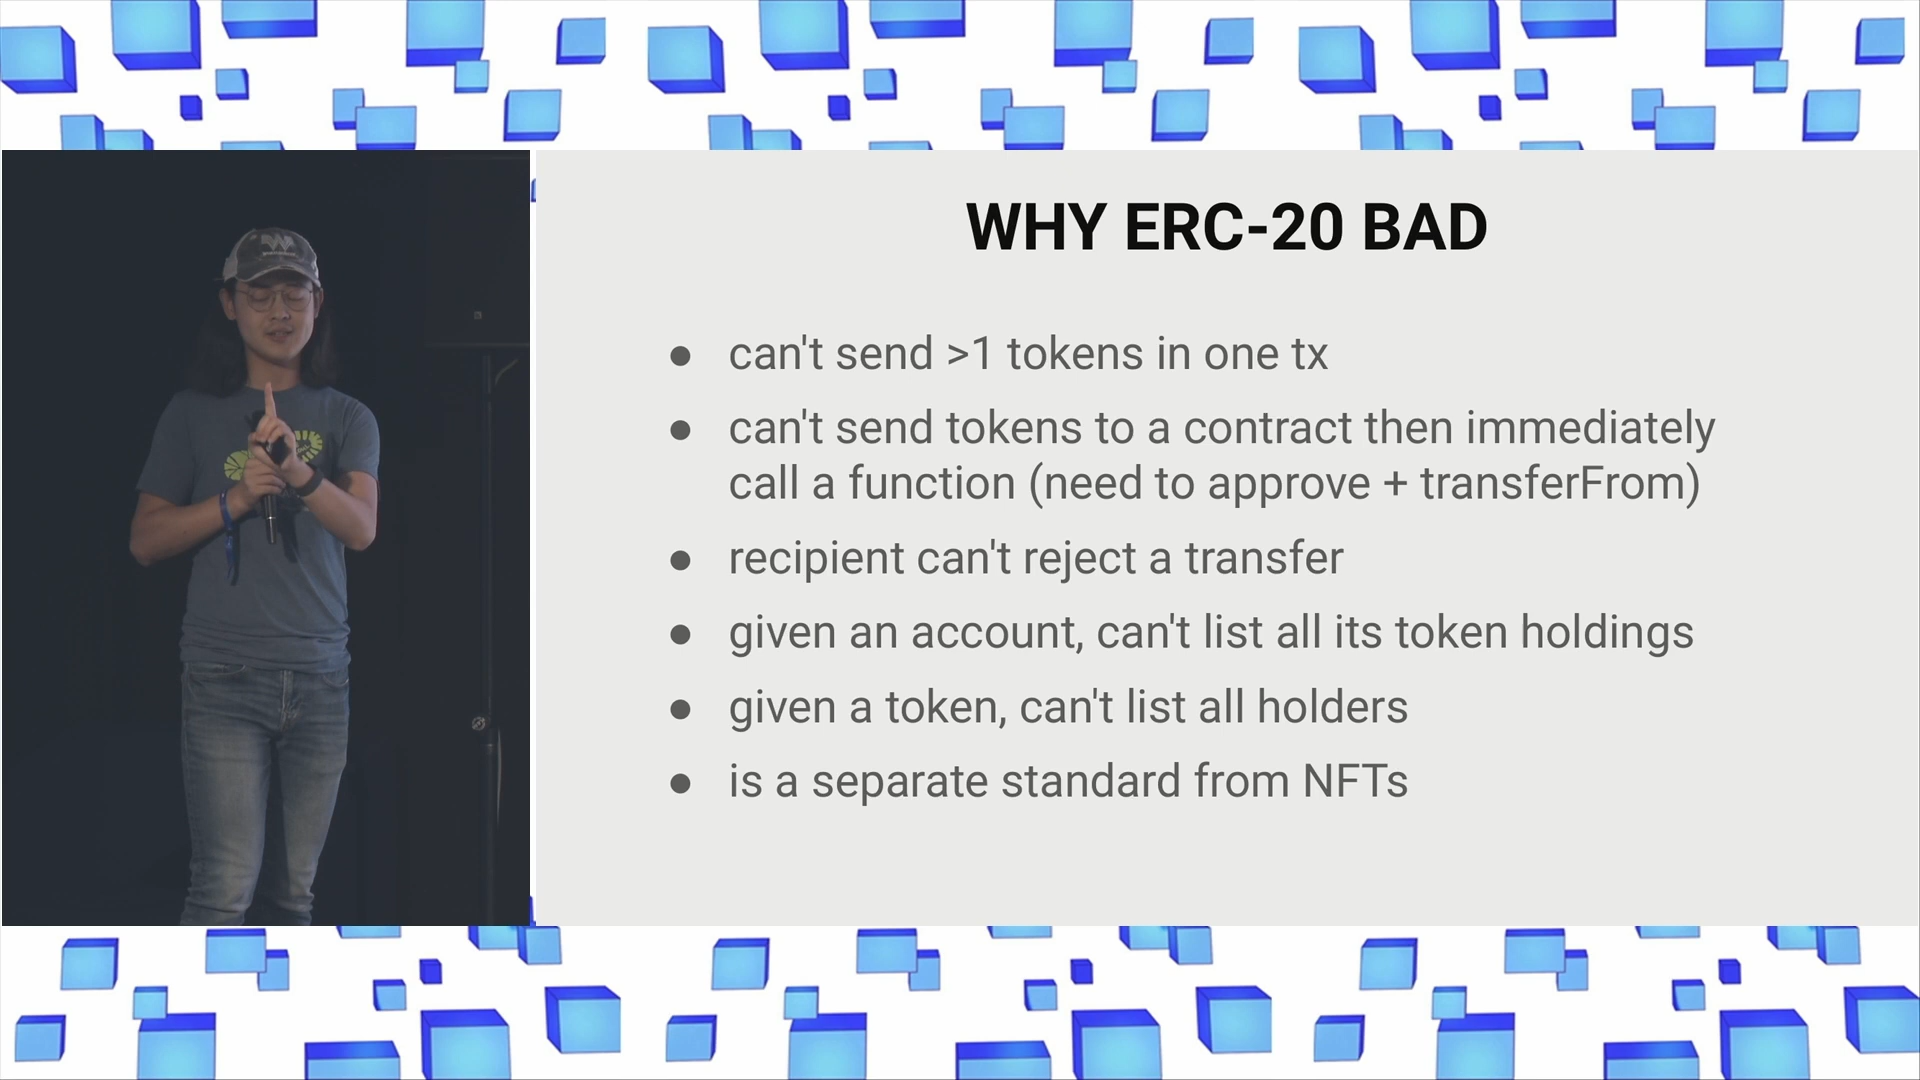 WHY ERC-20 BAD
● can't send >1 tokens in one tx
● can't send tokens to a contract then immediately
call a function (need to approve + transferFrom)
● recipient can't reject a transfer
● given an account, can't list all its token holdings
● given a token, can't list all holders
● is a separate standard from NFTs